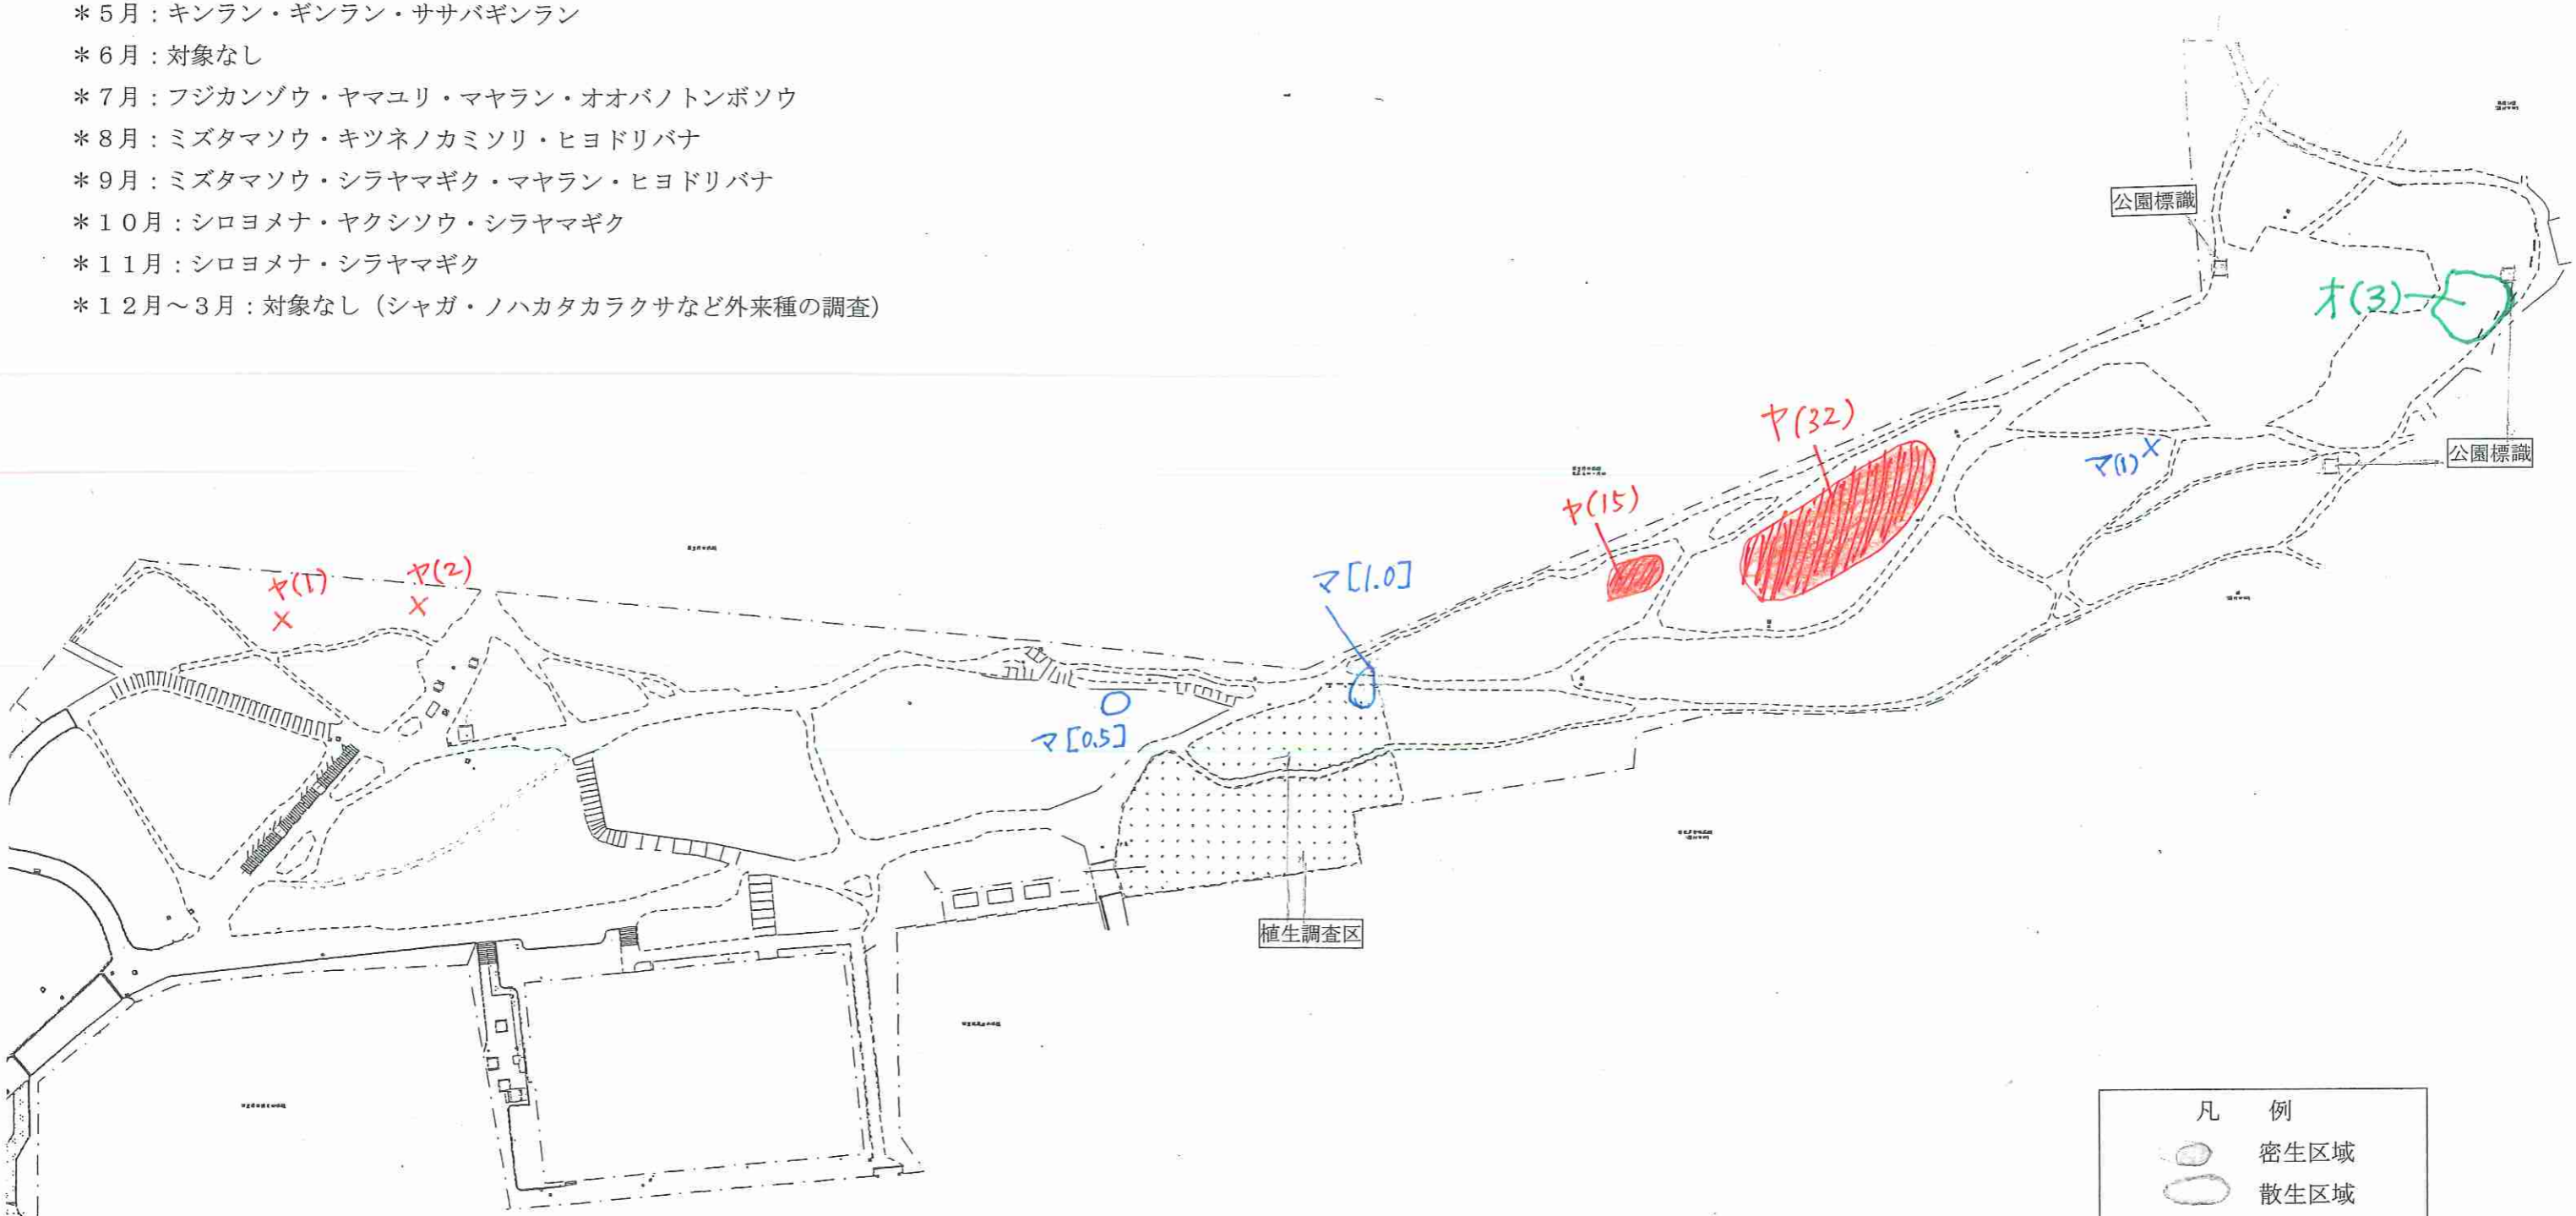 ＊５月：キンラン・ギンラン・ササバギンラン
＊６月：対象なし
＊７月：フジカンゾウ・ヤマユリ・マヤラン・オオバノトンボソウ
＊８月：ミズタマソウ・キツネノカミソリ・ヒヨドリバナ
＊９月：ミズタマソウ・シラヤマギク・マヤラン・ヒヨドリバナ
＊１０月：シロヨメナ・ヤクシソウ・シラヤマギク
＊１１月：シロヨメナ・シラヤマギク
＊１２月～３月：対象なし（シャガ・ノハカタカラクサなど外来種の調査）
公園標識
オ(3)
ヤ(32)
マ(1)
公園標識
ヤ(15)
ヤ(1)
ヤ(2)
マ[1.0]
マ[0.5]
植生調査区
凡 例
密生区域
散生区域